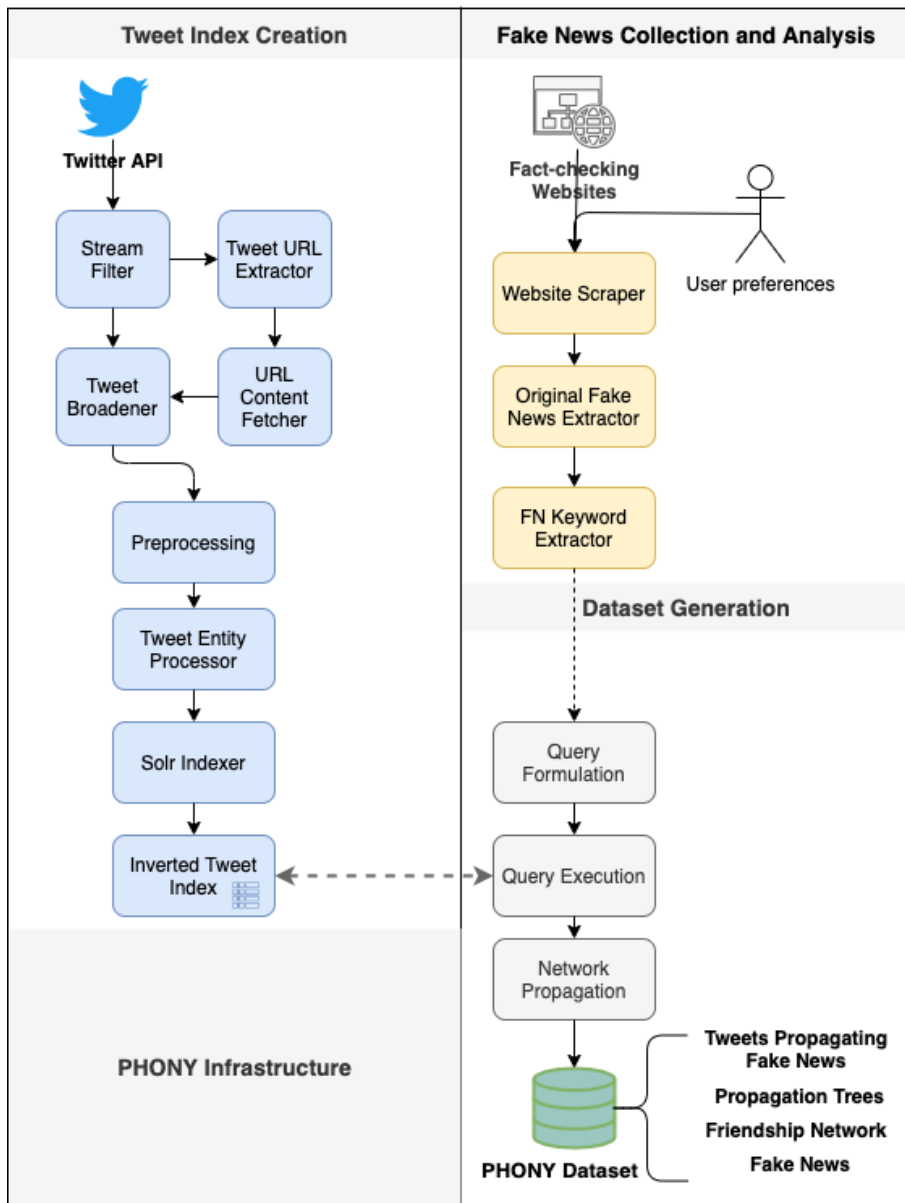 Tweet Index Creation
Twitter API
Stream
Filter
Tweet URL
Extractor
Tweet
Broadener
URL
Content
Fetcher
Preprocessing
Tweet Entity
Processor
Solr Indexer
Inverted Tweet
Index
PHONY Infrastructure
Fake News Collection and Analysis
Fact-checking
Websites
User preferences
Website Scraper
Original Fake
News Extractor
FN Keyword
Extractor
Dataset Generation
Query
Formulation
Query Execution
Network
Propagation
PHONY Dataset
Tweets Propagating
Fake News
Propagation Trees
Friendship Network
Fake News